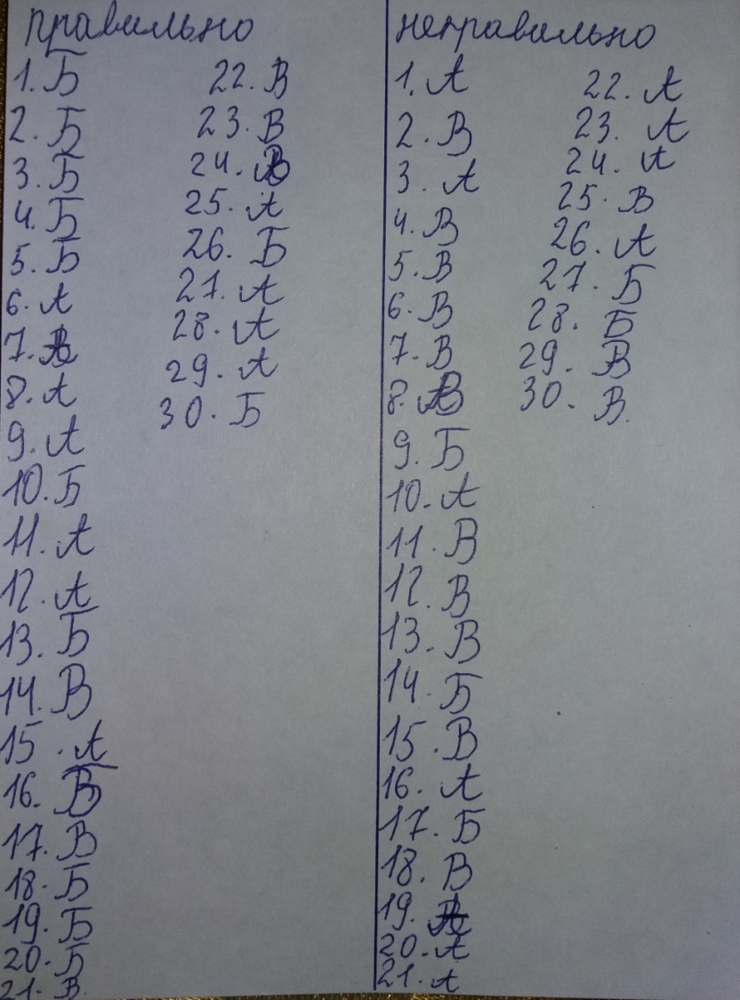 правильно
1. Б
2. Б
3. Б
4. Б
5. Б
6. А
7.
8. А
9. А
10. Б
11. А
12. А
13. Б
14. В
15. А
16.
17. В
18. Б
19. Б
20. Б
21. В
22. В
23. В
24.
25. А
26. Б
27. А
28. А
29. А
30. Б
неправильно
1. А
2. В
3. А
4. В
5. В
6. В
7. В
8.
9. Б
10. А
11. В
12. В
13. В
14. Б
15. В
16. А
17. Б
18. В
19.
20. А
21. А
22. А
23. А
24. А
25. В
26. А
27. Б
28. Б
29. В
30. В.